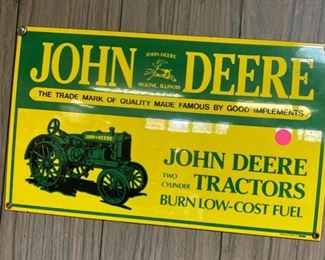 JOHN DEERE
JOHN DEERE
MOLINE, ILLINOIS
THE TRADE MARK OF QUALITY MADE FAMOUS BY GOOD IMPLEMENTS
JOHN DEERE
JOHN DEERE
TWO CYLINDER TRACTORS
BURN LOW-COST FUEL